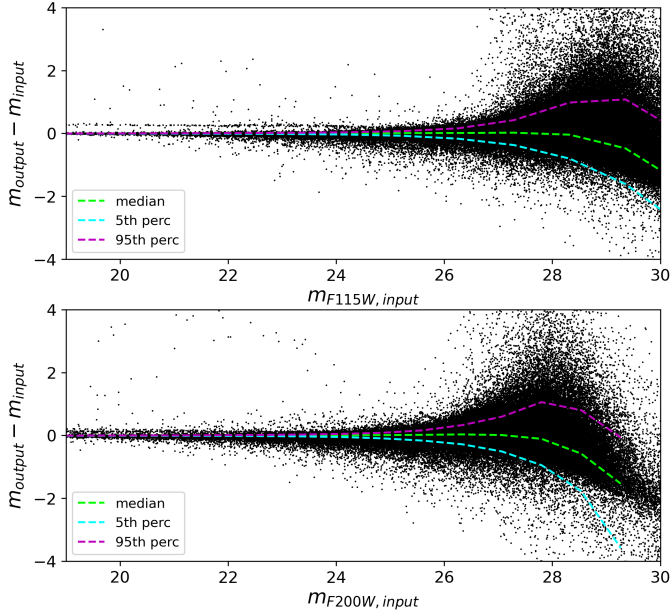 4
2
0
−2
−4
m_output − m_input
median
5th perc
95th perc
20 22 24 26 28 30
m_F115W, input
4
2
0
−2
−4
m_output − m_input
median
5th perc
95th perc
20 22 24 26 28 30
m_F200W, input